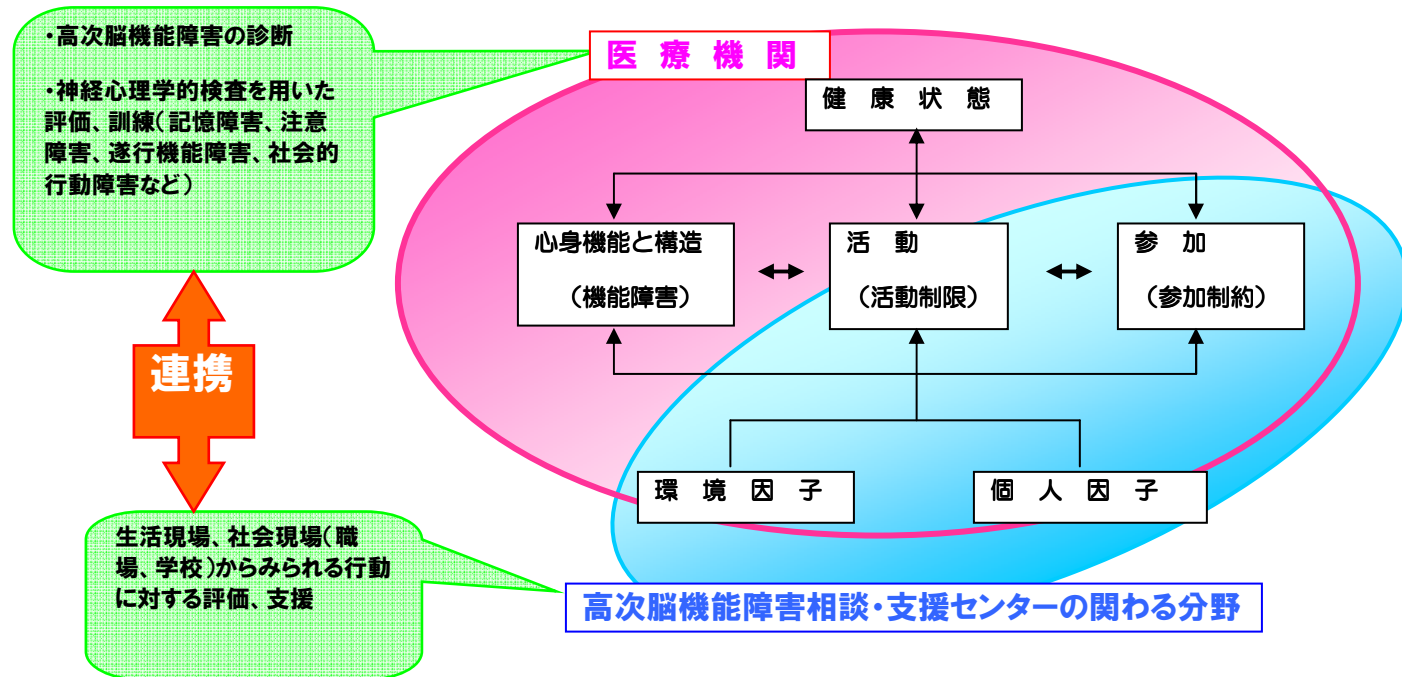 ・高次脳機能障害の診断
・神経心理学的検査を用いた
評価、訓練（記憶障害、注意
障害、遂行機能障害、社会的
行動障害など）
医 療 機 関
健 康 状 態
心身機能と構造
（機能障害）
活 動
（活動制限）
参 加
（参加制約）
連携
環 境 因 子
個 人 因 子
生活現場、社会現場（職
場、学校）からみられる行動
に対する評価、支援
高次脳機能障害相談・支援センターの関わる分野